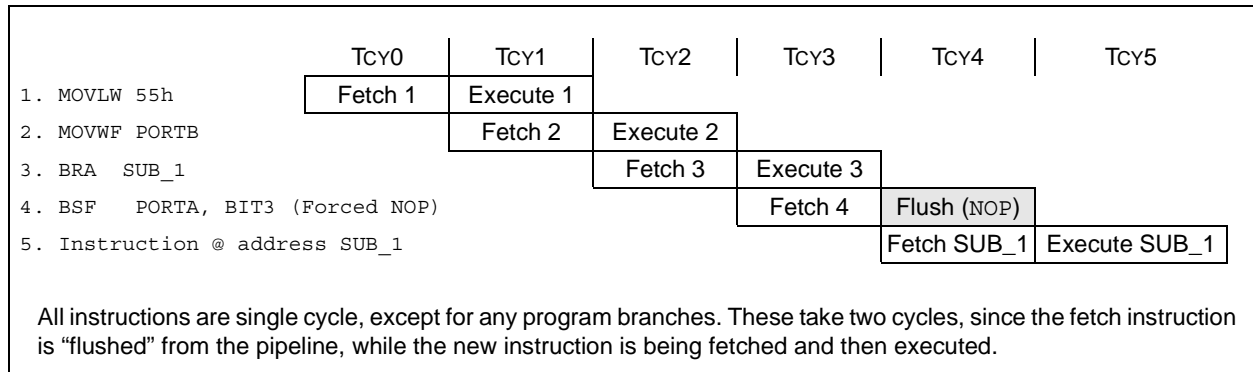 TCY0 TCY1 TCY2 TCY3 TCY4 TCY5
1. MOVLW 55h Fetch 1 Execute 1
2. MOVWF PORTB Fetch 2 Execute 2
3. BRA SUB_1 Fetch 3 Execute 3
4. BSF PORTA, BIT3 (Forced NOP) Fetch 4 Flush (NOP)
5. Instruction @ address SUB_1 Fetch SUB_1 Execute SUB_1
All instructions are single cycle, except for any program branches. These take two cycles, since the fetch instruction
is “flushed” from the pipeline, while the new instruction is being fetched and then executed.